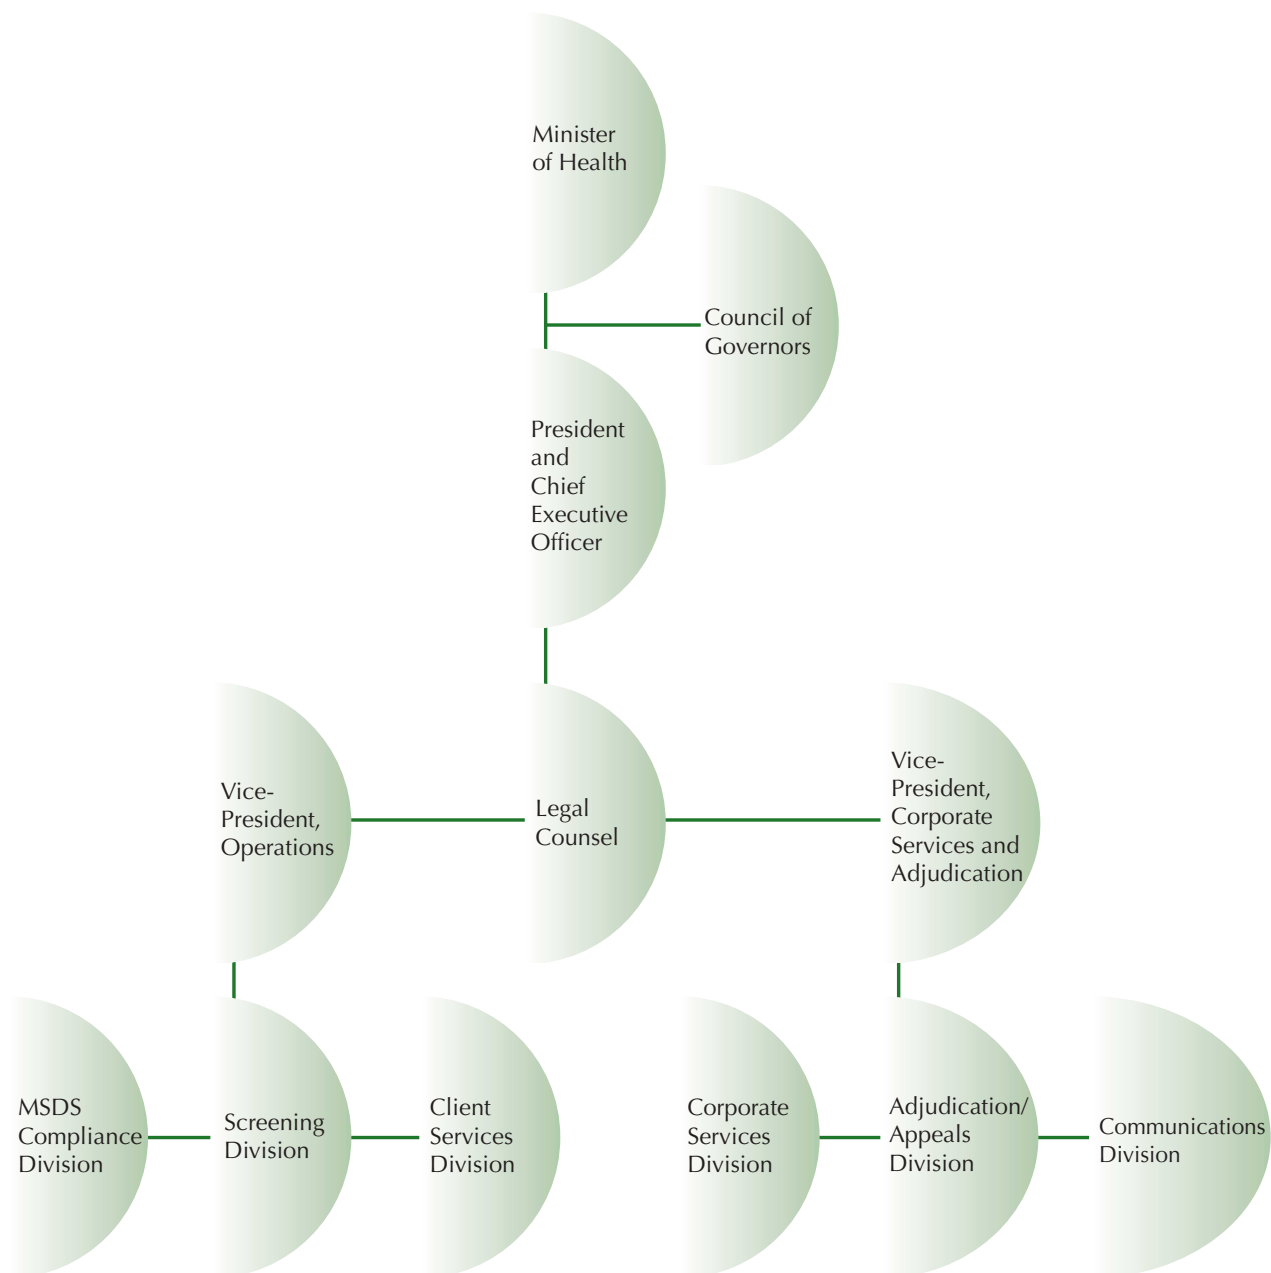 Minister
of Health
Council of
Governors
President
and
Chief
Executive
Officer
Vice-
President,
Operations
Legal
Counsel
Vice-
President,
Corporate
Services and
Adjudication
MSDS
Compliance
Division
Screening
Division
Client
Services
Division
Corporate
Services
Division
Adjudication/
Appeals
Division
Communications
Division